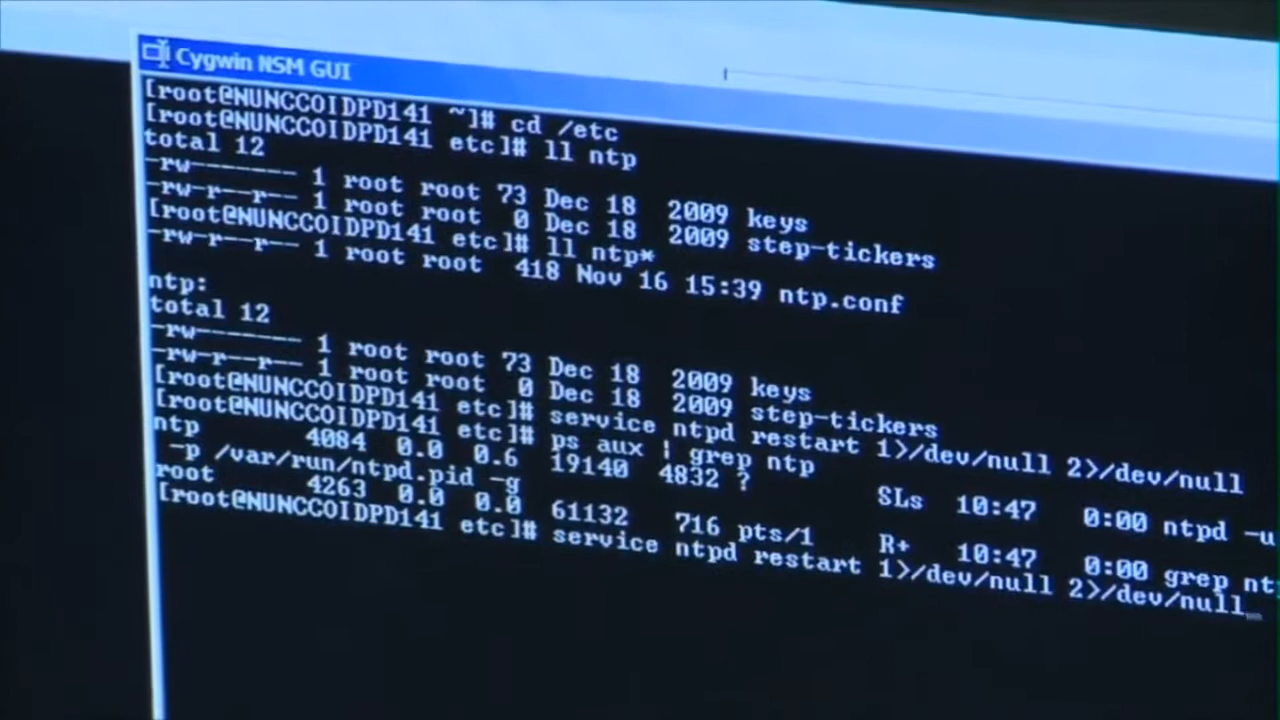 Cygwin NSM GUI
[root@NUNCCOIDPD141 ~]# cd /etc
[root@NUNCCOIDPD141 etc]# ll ntp
total 12
-rw------- 1 root root 73 Dec 18  2009 keys
-rw-r--r-- 1 root root  0 Dec 18  2009 step-tickers
[root@NUNCCOIDPD141 etc]# ll ntp*
-rw-r--r-- 1 root root  418 Nov 16 15:39 ntp.conf
ntp:
total 12
-rw------- 1 root root 73 Dec 18  2009 keys
-rw-r--r-- 1 root root  0 Dec 18  2009 step-tickers
[root@NUNCCOIDPD141 etc]# service ntpd restart 1>/dev/null 2>/dev/null
[root@NUNCCOIDPD141 etc]# ps aux | grep ntp
ntp       4084  0.0  0.6  19140  4832 ?        SLs  10:47   0:00 ntpd -u
 -p /var/run/ntpd.pid -g
root      4263  0.0  0.0  61132   716 pts/1    R+   10:47   0:00 grep nt
[root@NUNCCOIDPD141 etc]# service ntpd restart 1>/dev/null 2>/dev/null_